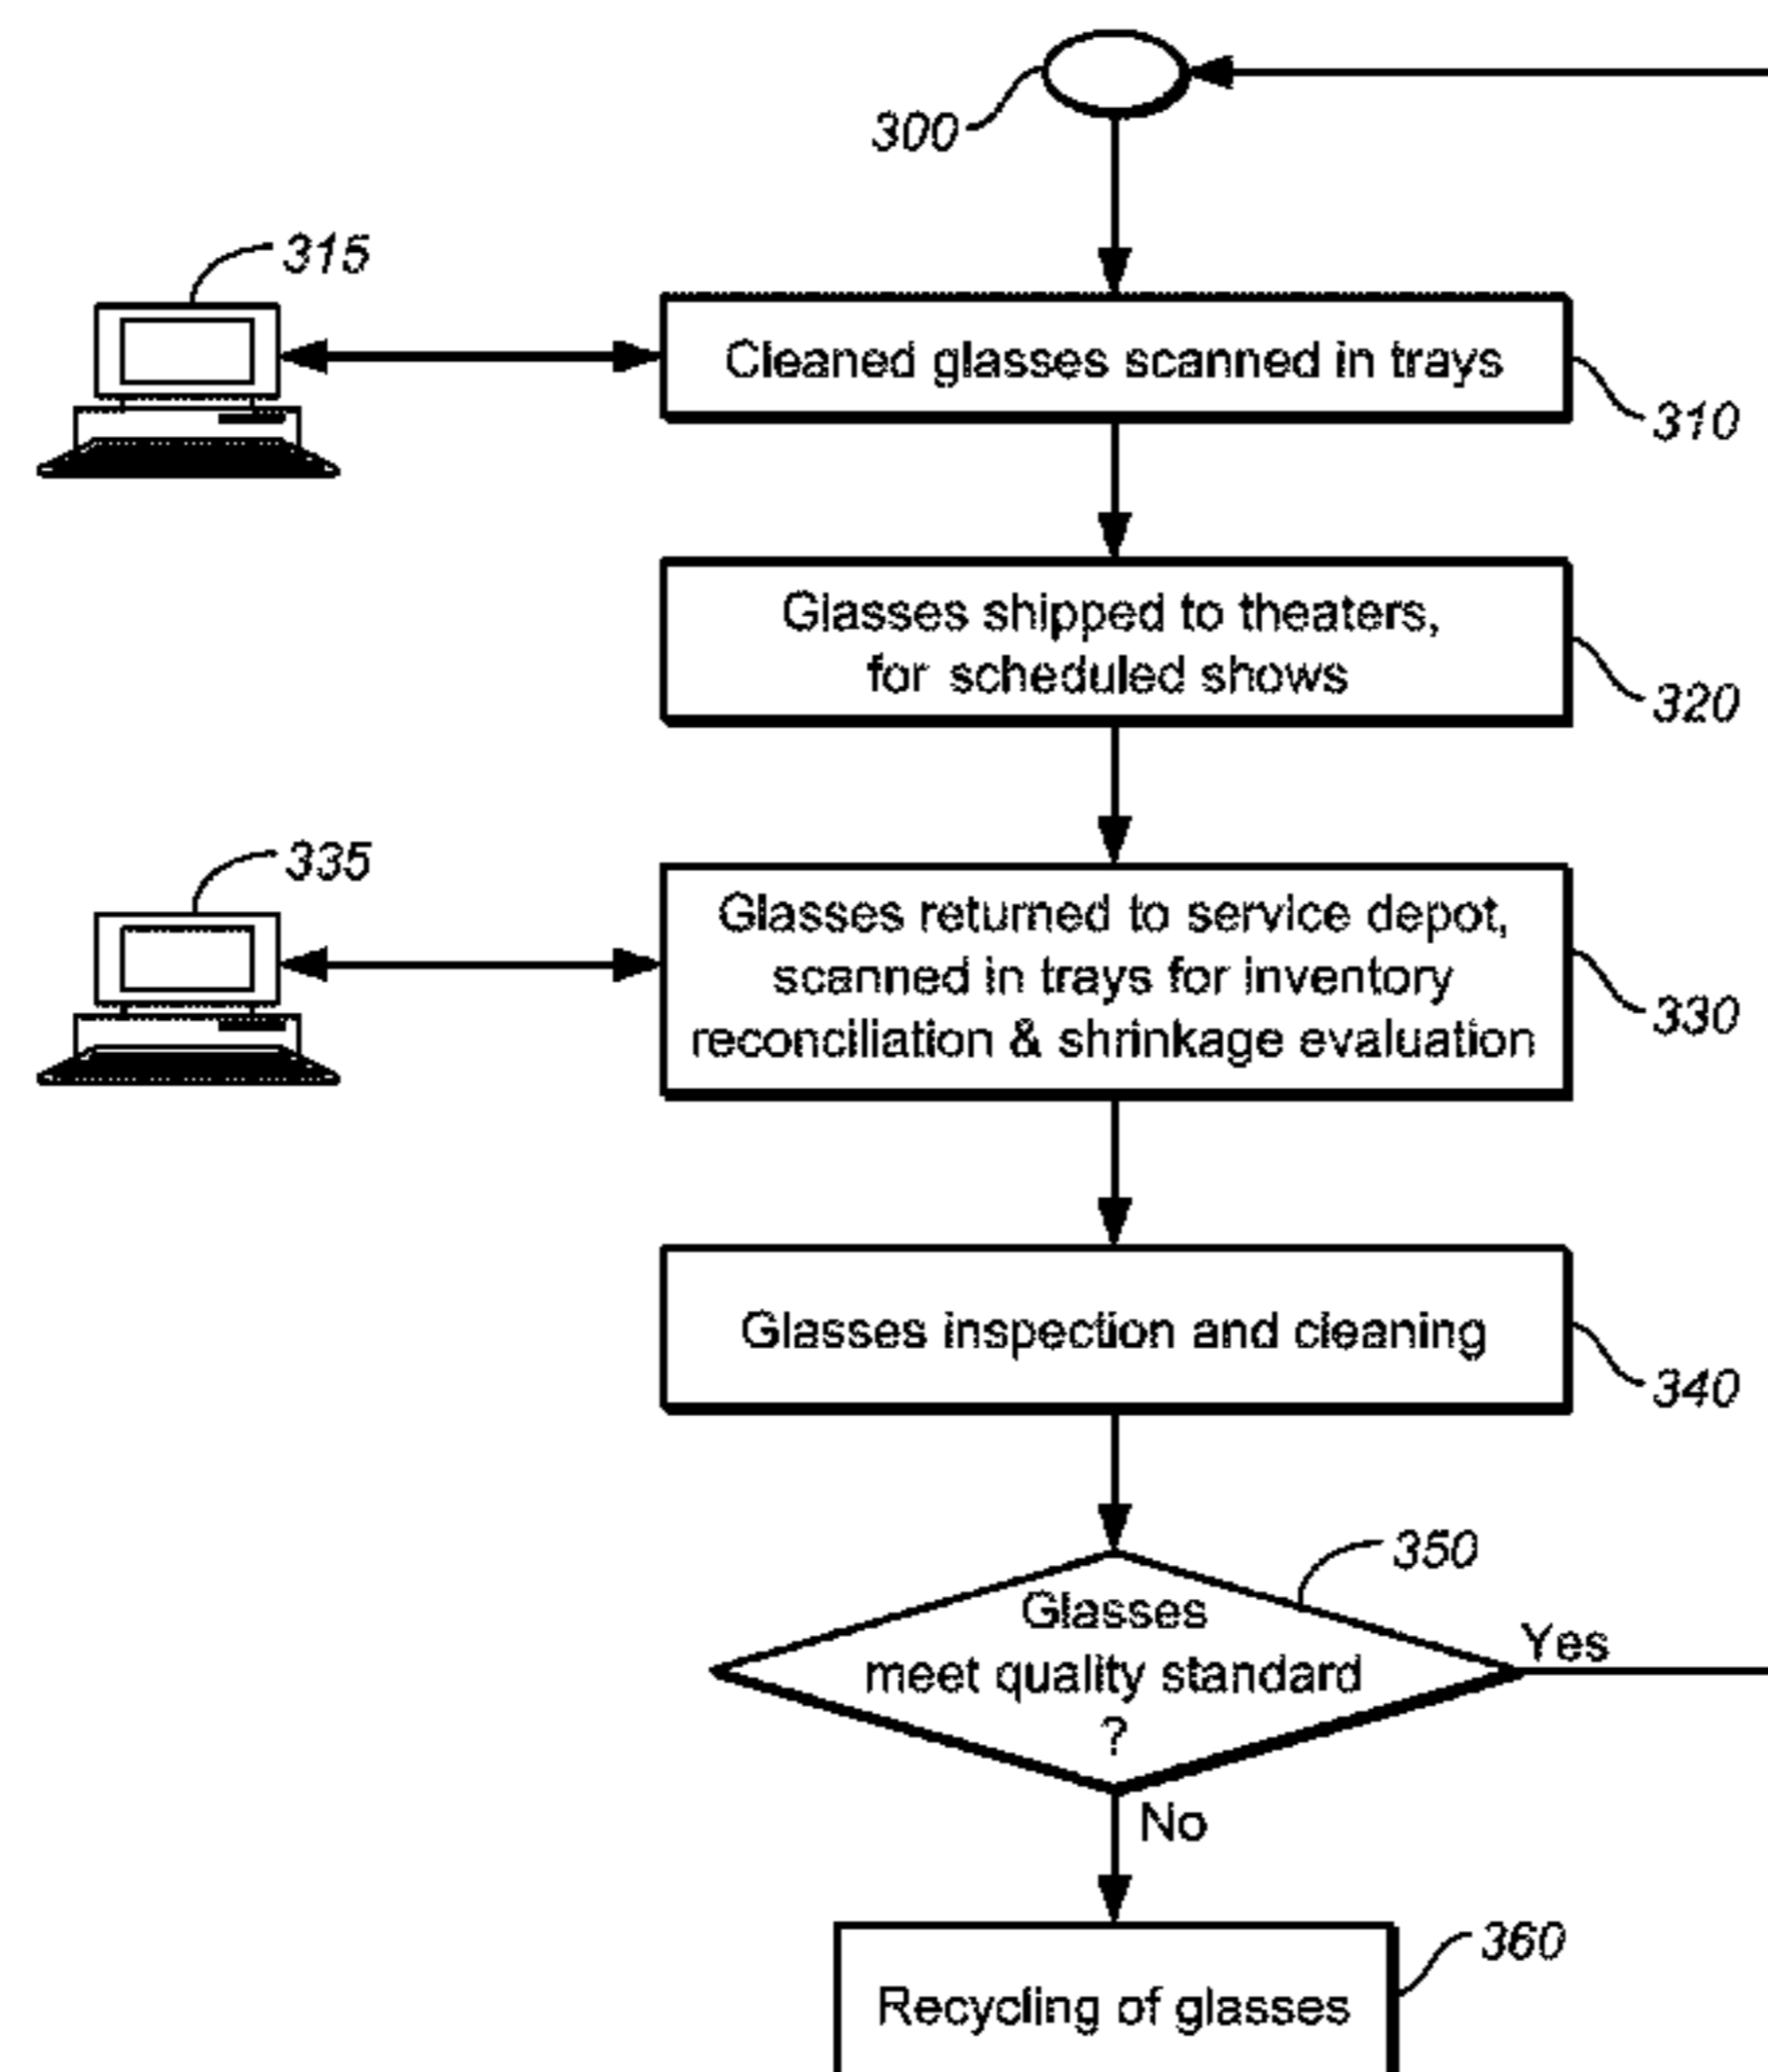 300
315
Cleaned glasses scanned in trays
310
Glasses shipped to theaters,
for scheduled shows
320
335
Glasses returned to service depot,
scanned in trays for inventory
reconciliation & shrinkage evaluation
330
Glasses inspection and cleaning
340
350
Glasses
meet quality standard
?
Yes
No
360
Recycling of glasses